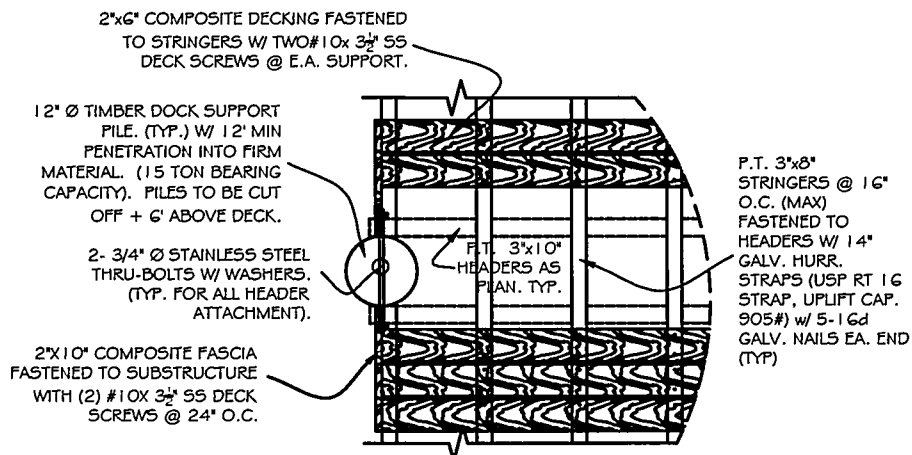 2"x6" COMPOSITE DECKING FASTENED
TO STRINGERS W/ TWO#10x 3½" SS
DECK SCREWS @ E.A. SUPPORT.
12" Ø TIMBER DOCK SUPPORT
PILE. (TYP.) W/ 12' MIN
PENETRATION INTO FIRM
MATERIAL. (15 TON BEARING
CAPACITY). PILES TO BE CUT
OFF + 6' ABOVE DECK.
2- 3/4" Ø STAINLESS STEEL
THRU-BOLTS W/ WASHERS.
(TYP. FOR ALL HEADER
ATTACHMENT).
2"X10" COMPOSITE FASCIA
FASTENED TO SUBSTRUCTURE
WITH (2) #10X 3½" SS DECK
SCREWS @ 24" O.C.
P.T. 3"x10"
HEADERS AS
PLAN. TYP.
P.T. 3"x8"
STRINGERS @ 16"
O.C. (MAX)
FASTENED TO
HEADERS W/ 14"
GALV. HURR.
STRAPS (USP RT 16
STRAP, UPLIFT CAP.
905#) w/ 5-16d
GALV. NAILS EA. END
(TYP)